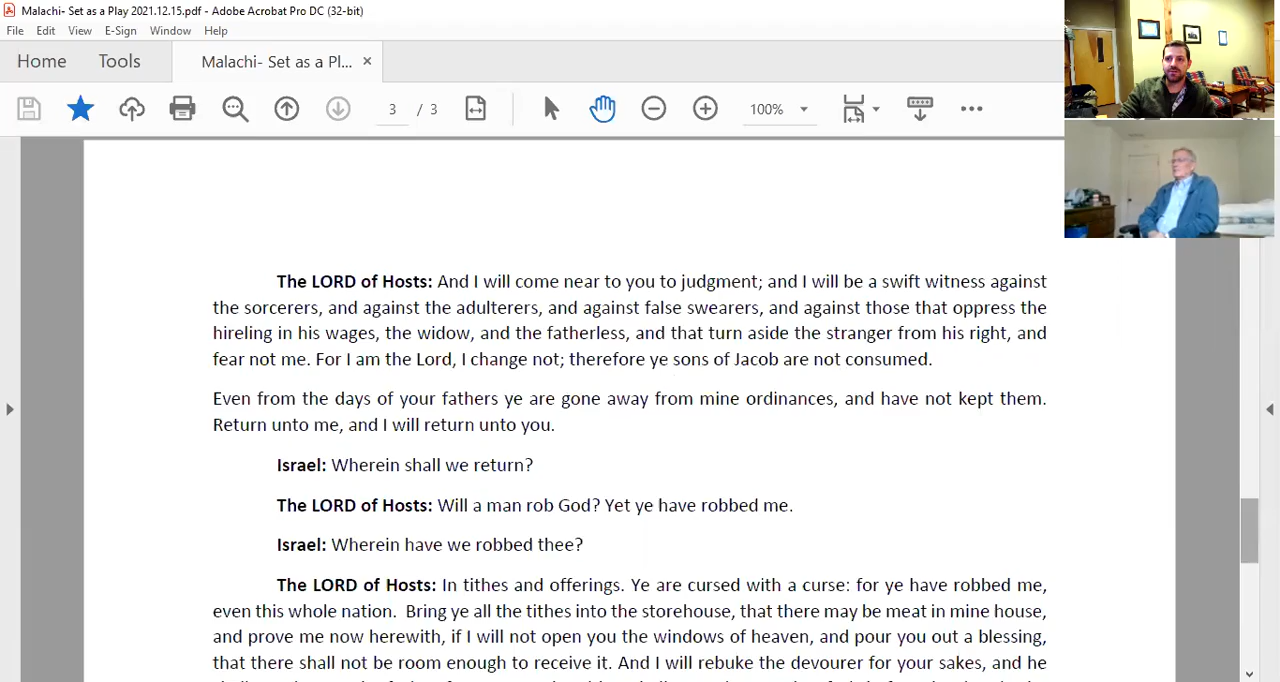 Malachi- Set as a Play 2021.12.15.pdf - Adobe Acrobat Pro DC (32-bit)
File Edit View E-Sign Window Help
Home Tools Malachi- Set as a Pl... ×
3 / 3 100%
The LORD of Hosts: And I will come near to you to judgment; and I will be a swift witness against
the sorcerers, and against the adulterers, and against false swearers, and against those that oppress the
hireling in his wages, the widow, and the fatherless, and that turn aside the stranger from his right, and
fear not me. For I am the Lord, I change not; therefore ye sons of Jacob are not consumed.
Even from the days of your fathers ye are gone away from mine ordinances, and have not kept them.
Return unto me, and I will return unto you.
Israel: Wherein shall we return?
The LORD of Hosts: Will a man rob God? Yet ye have robbed me.
Israel: Wherein have we robbed thee?
The LORD of Hosts: In tithes and offerings. Ye are cursed with a curse: for ye have robbed me,
even this whole nation. Bring ye all the tithes into the storehouse, that there may be meat in mine house,
and prove me now herewith, if I will not open you the windows of heaven, and pour you out a blessing,
that there shall not be room enough to receive it. And I will rebuke the devourer for your sakes, and he